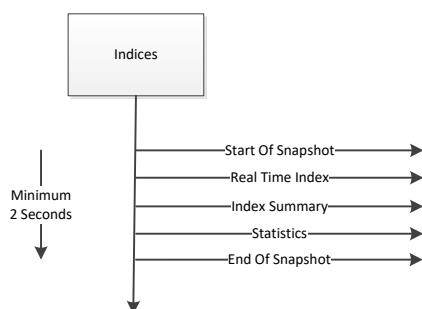 Indices
Start Of Snapshot
Real Time Index
Minimum
2 Seconds
Index Summary
Statistics
End Of Snapshot